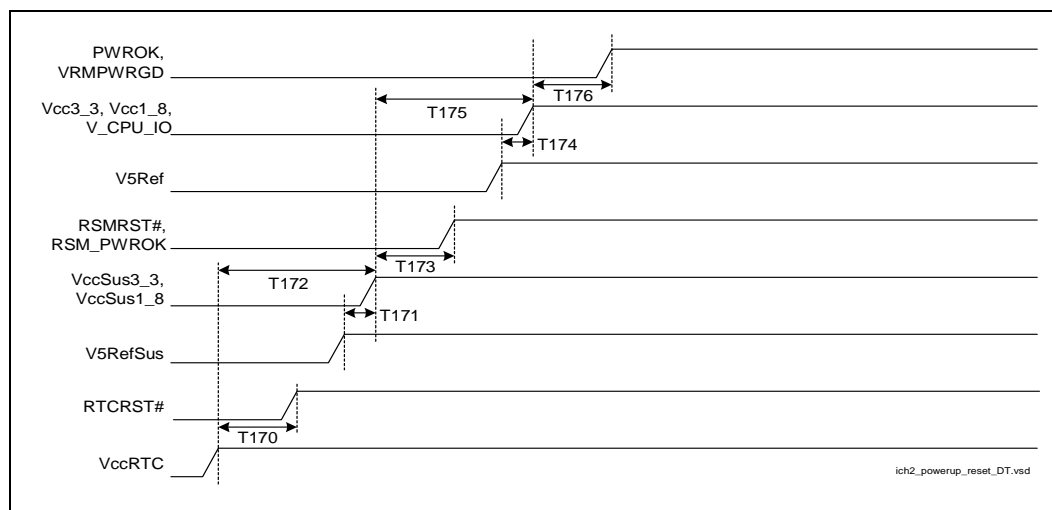 PWROK,
VRMPWRGD
T176
Vcc3_3, Vcc1_8,
V_CPU_IO
T175
T174
V5Ref
RSMRST#,
RSM_PWROK
T173
T172
VccSus3_3,
VccSus1_8
T171
V5RefSus
RTCRST#
T170
VccRTC
ich2_powerup_reset_DT.vsd